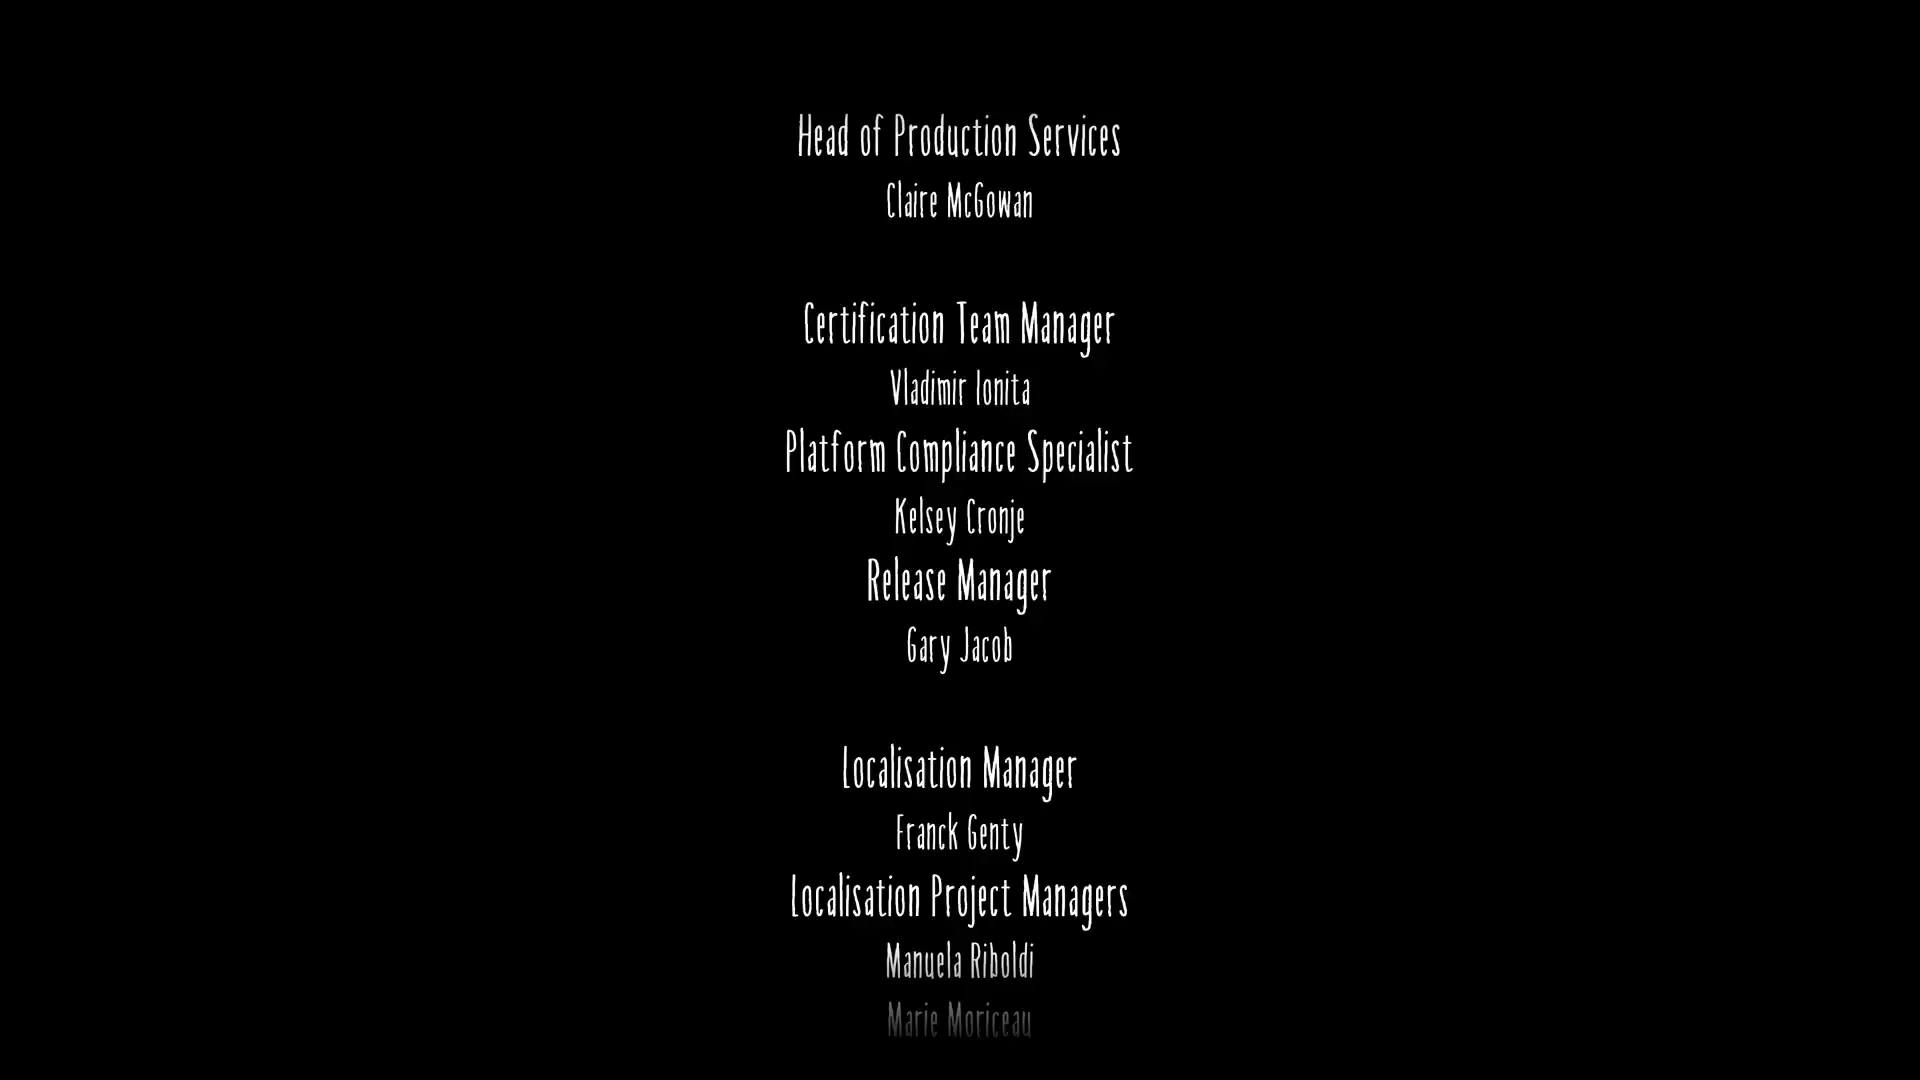 Head of Production Services
Claire McGowan
Certification Team Manager
Vladimir Ionita
Platform Compliance Specialist
Kelsey Cronje
Release Manager
Gary Jacob
Localisation Manager
Franck Genty
Localisation Project Managers
Manuela Riboldi
Marie Moriceau